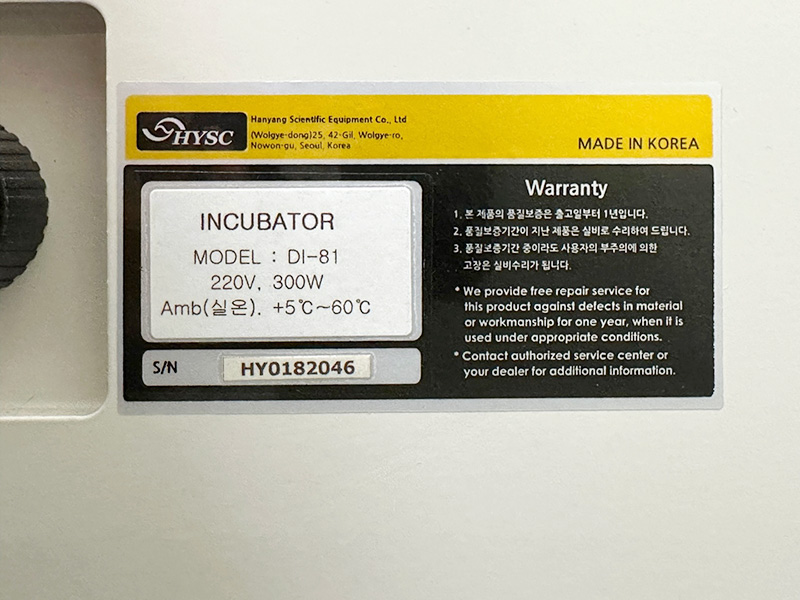 HYSC
Hanyang Scientific Equipment Co., Ltd
(Wolgye-dong)25, 42-Gil, Wolgye-ro,
Nowon-gu, Seoul, Korea
MADE IN KOREA
INCUBATOR
MODEL : DI-81
220V, 300W
Amb(실온). +5℃~60℃
S/N HY0182046
Warranty
1. 본 제품의 품질보증은 출고일부터 1년입니다.
2. 품질보증기간이 지난 제품은 실비로 수리하여 드립니다.
3. 품질보증기간 중이라도 사용자의 부주의에 의한
고장은 실비수리가 됩니다.
* We provide free repair service for
this product against defects in material
or workmanship for one year, when it is
used under appropriate conditions.
* Contact authorized service center or
your dealer for additional information.